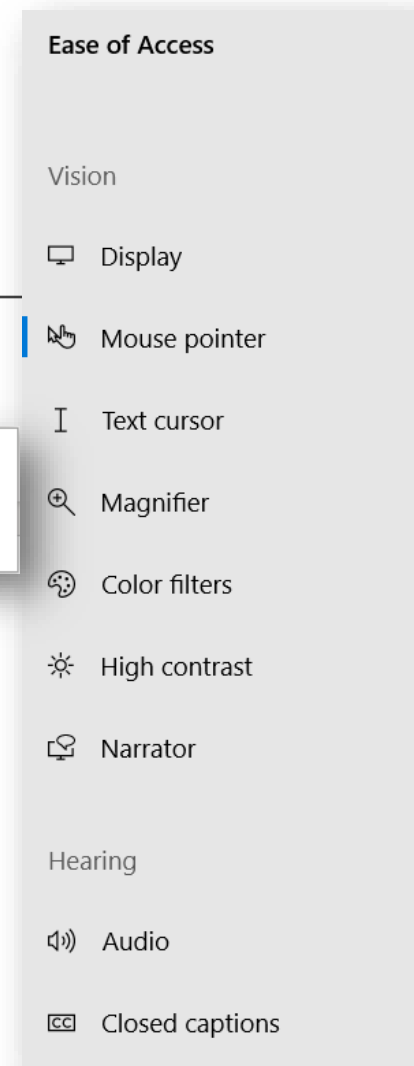 Ease of Access
Vision
Display
Mouse pointer
Text cursor
Magnifier
Color filters
High contrast
Narrator
Hearing
Audio
CC Closed captions